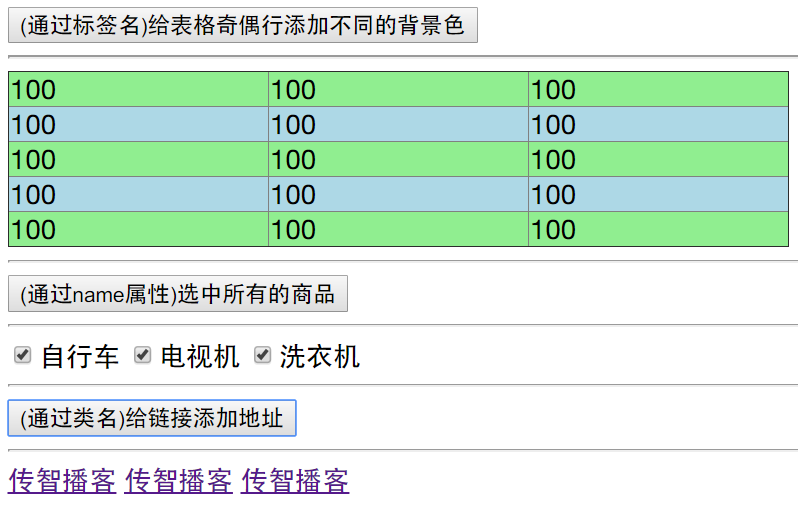 (通过标签名)给表格奇偶行添加不同的背景色
100 100 100
100 100 100
100 100 100
100 100 100
100 100 100
(通过name属性)选中所有的商品
自行车 电视机 洗衣机
(通过类名)给链接添加地址
传智播客 传智播客 传智播客